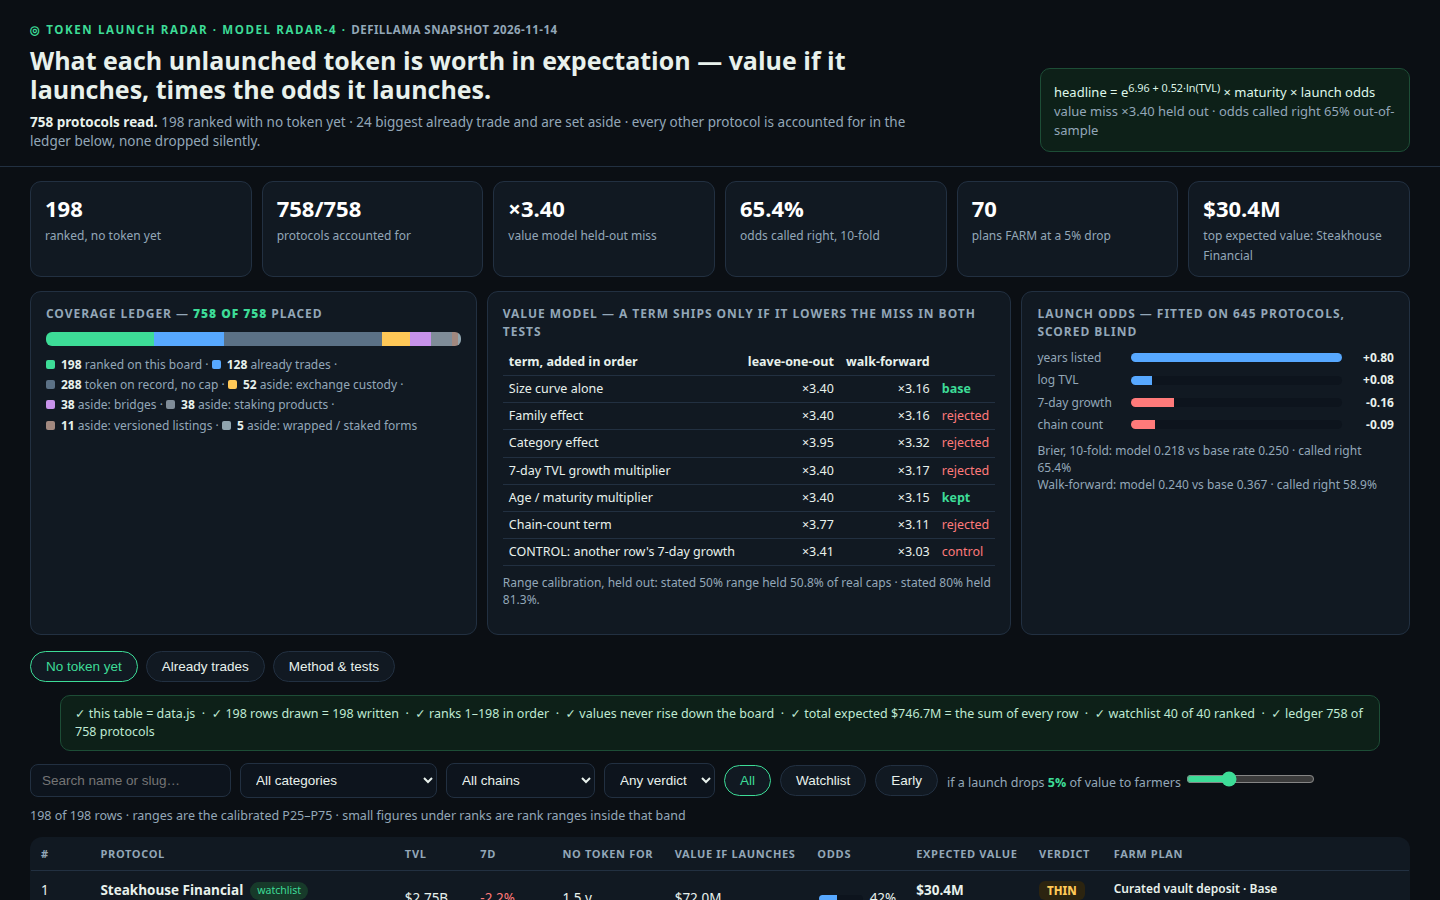 ◎ TOKEN LAUNCH RADAR · MODEL RADAR-4 · DEFILLAMA SNAPSHOT 2026-11-14
What each unlaunched token is worth in expectation — value if it
launches, times the odds it launches.
758 protocols read. 198 ranked with no token yet · 24 biggest already trade and are set aside · every other protocol is accounted for in the
ledger below, none dropped silently.
headline = e^6.96 + 0.52·ln(TVL) × maturity × launch odds
value miss ×3.40 held out · odds called right 65% out-of-
sample
198
ranked, no token yet
758/758
protocols accounted for
×3.40
value model held-out miss
65.4%
odds called right, 10-fold
70
plans FARM at a 5% drop
$30.4M
top expected value: Steakhouse
Financial
COVERAGE LEDGER — 758 OF 758 PLACED
198 ranked on this board · 128 already trades ·
288 token on record, no cap · 52 aside: exchange custody ·
38 aside: bridges · 38 aside: staking products ·
11 aside: versioned listings · 5 aside: wrapped / staked forms
VALUE MODEL — A TERM SHIPS ONLY IF IT LOWERS THE MISS IN BOTH
TESTS
term, added in order leave-one-out walk-forward
Size curve alone ×3.40 ×3.16 base
Family effect ×3.40 ×3.16 rejected
Category effect ×3.95 ×3.32 rejected
7-day TVL growth multiplier ×3.40 ×3.17 rejected
Age / maturity multiplier ×3.40 ×3.15 kept
Chain-count term ×3.77 ×3.11 rejected
CONTROL: another row's 7-day growth ×3.41 ×3.03 control
Range calibration, held out: stated 50% range held 50.8% of real caps · stated 80% held
81.3%.
LAUNCH ODDS — FITTED ON 645 PROTOCOLS,
SCORED BLIND
years listed +0.80
log TVL +0.08
7-day growth -0.16
chain count -0.09
Brier, 10-fold: model 0.218 vs base rate 0.250 · called right
65.4%
Walk-forward: model 0.240 vs base 0.367 · called right 58.9%
No token yet Already trades Method & tests
✓ this table = data.js · ✓ 198 rows drawn = 198 written · ✓ ranks 1–198 in order · ✓ values never rise down the board · ✓ total expected $746.7M = the sum of every row · ✓ watchlist 40 of 40 ranked · ✓ ledger 758 of
758 protocols
Search name or slug… All categories All chains Any verdict All Watchlist Early if a launch drops 5% of value to farmers
198 of 198 rows · ranges are the calibrated P25–P75 · small figures under ranks are rank ranges inside that band
# PROTOCOL TVL 7D NO TOKEN FOR VALUE IF LAUNCHES ODDS EXPECTED VALUE VERDICT FARM PLAN
1 Steakhouse Financial watchlist $2.75B -2.2% 1.5 y $72.0M 42% $30.4M THIN Curated vault deposit · Base